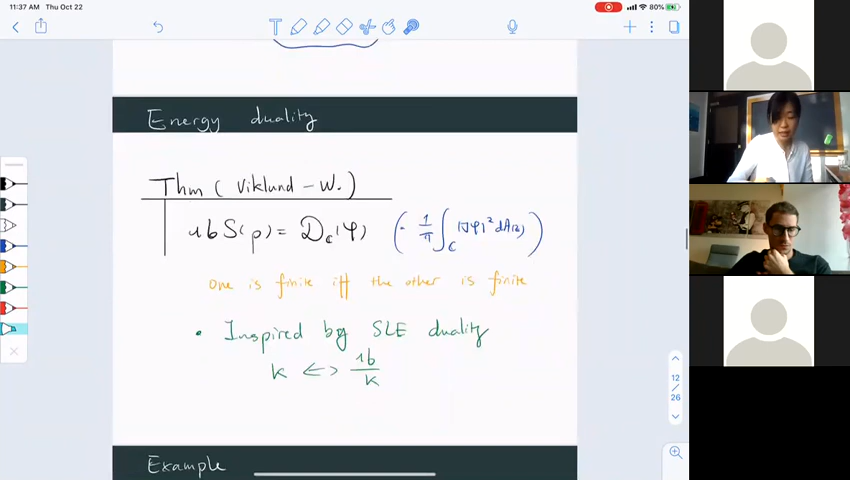 11:37 AM Thu Oct 22
80%
Energy duality
Thm (Viklund - W.)
16 S(ρ) = D_C(φ) (= 1/π ∫_C |∇φ|² dA(z))
One is finite iff the other is finite
• Inspired by SLE duality
κ <-> 16/κ
12
/
26
Example